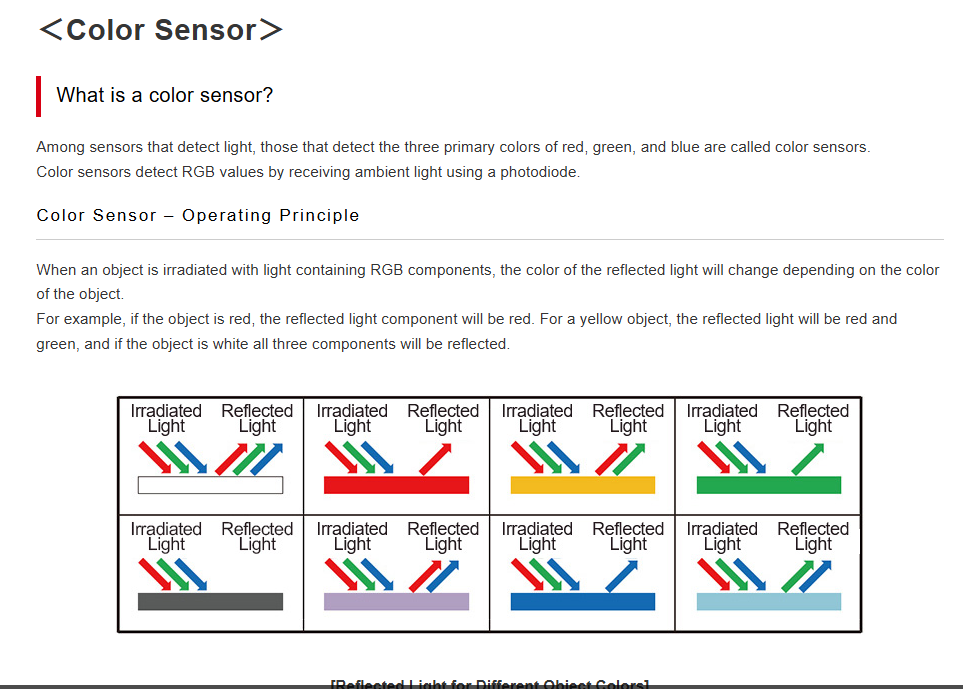 ＜Color Sensor＞
What is a color sensor?
Among sensors that detect light, those that detect the three primary colors of red, green, and blue are called color sensors.
Color sensors detect RGB values by receiving ambient light using a photodiode.
Color Sensor – Operating Principle
When an object is irradiated with light containing RGB components, the color of the reflected light will change depending on the color
of the object.
For example, if the object is red, the reflected light component will be red. For a yellow object, the reflected light will be red and
green, and if the object is white all three components will be reflected.
Irradiated Light Reflected Light
Irradiated Light Reflected Light
Irradiated Light Reflected Light
Irradiated Light Reflected Light
Irradiated Light Reflected Light
Irradiated Light Reflected Light
Irradiated Light Reflected Light
Irradiated Light Reflected Light
[Reflected Light for Different Object Colors]